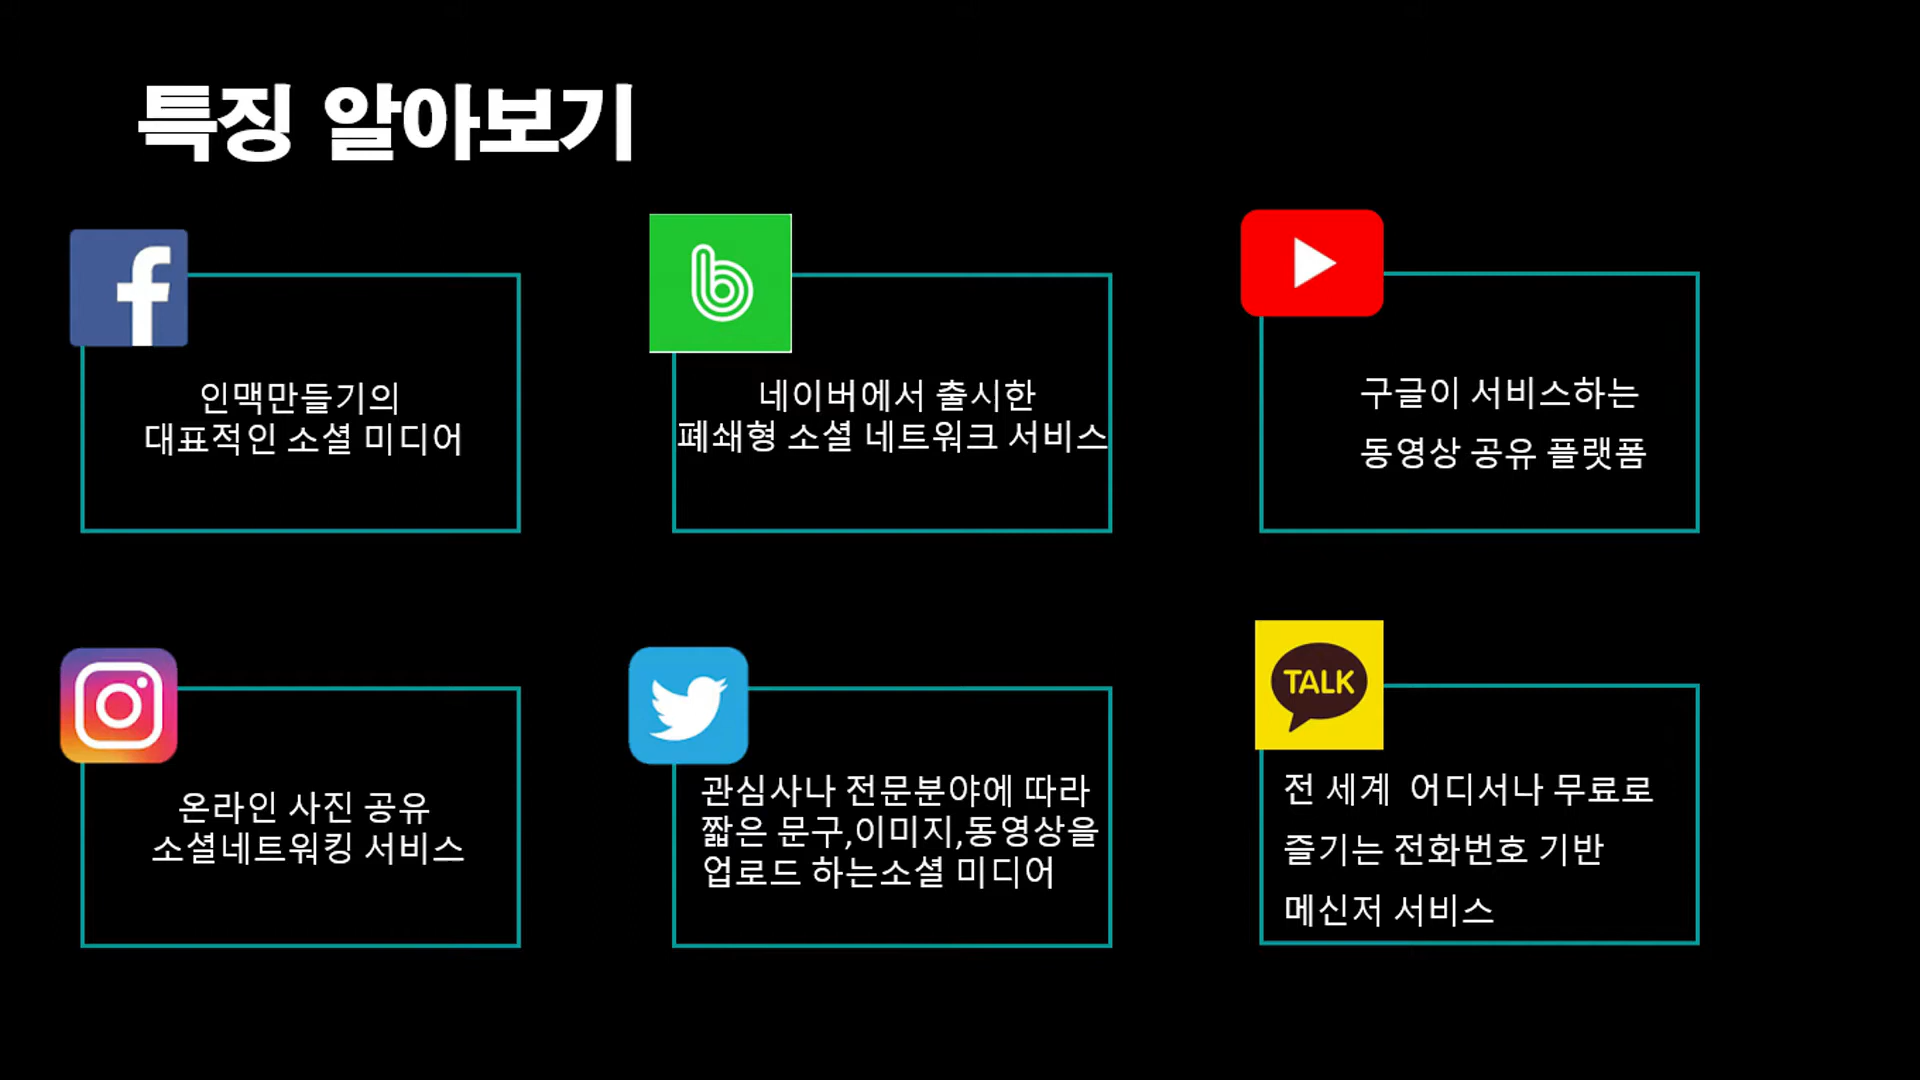 특징 알아보기
인맥만들기의
대표적인 소셜 미디어
네이버에서 출시한
폐쇄형 소셜 네트워크 서비스
구글이 서비스하는
동영상 공유 플랫폼
온라인 사진 공유
소셜네트워킹 서비스
관심사나 전문분야에 따라
짧은 문구,이미지,동영상을
업로드 하는소셜 미디어
TALK
전 세계  어디서나 무료로
즐기는 전화번호 기반
메신저 서비스